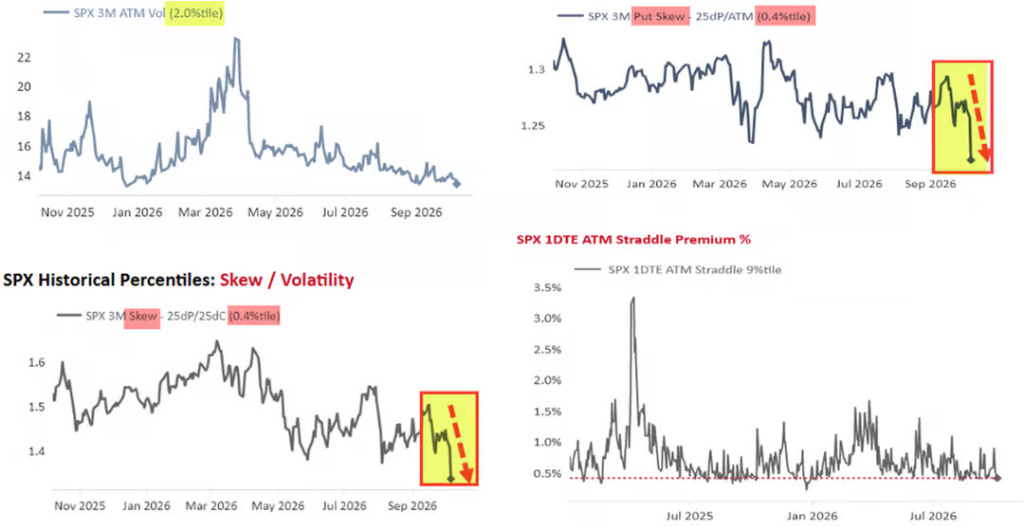 SPX 3M ATM Vol (2.0%tile)
22
20
18
16
14
Nov 2025 Jan 2026 Mar 2026 May 2026 Jul 2026 Sep 2026
SPX 3M Put Skew - 25dP/ATM (0.4%tile)
1.3
1.25
Nov 2025 Jan 2026 Mar 2026 May 2026 Jul 2026 Sep 2026
SPX Historical Percentiles: Skew / Volatility
SPX 3M Skew - 25dP/25dC (0.4%tile)
1.6
1.5
1.4
Nov 2025 Jan 2026 Mar 2026 May 2026 Jul 2026 Sep 2026
SPX 1DTE ATM Straddle Premium %
SPX 1DTE ATM Straddle 9%tile
3.5%
3.0%
2.5%
2.0%
1.5%
1.0%
0.5%
Jul 2025 Jan 2026 Jul 2026